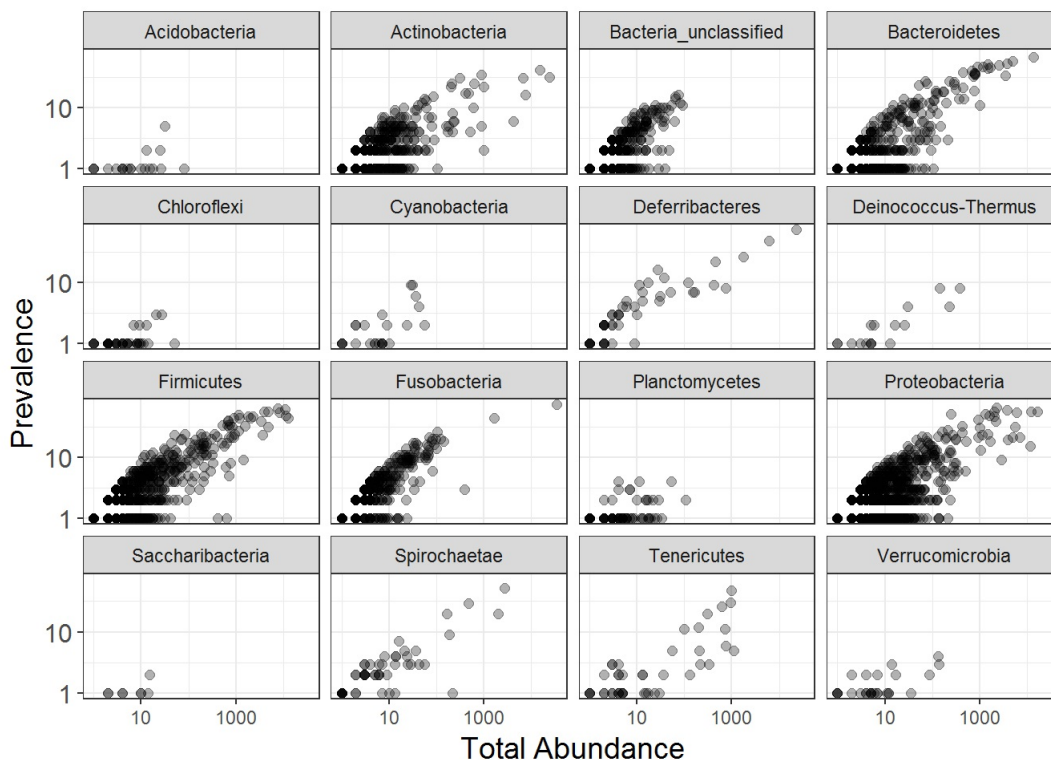 Acidobacteria Actinobacteria Bacteria_unclassified Bacteroidetes
10
1
Chloroflexi Cyanobacteria Deferribacteres Deinococcus-Thermus
10
1
Firmicutes Fusobacteria Planctomycetes Proteobacteria
10
1
Saccharibacteria Spirochaetae Tenericutes Verrucomicrobia
10
1
10 1000 10 1000 10 1000 10 1000
Prevalence
Total Abundance